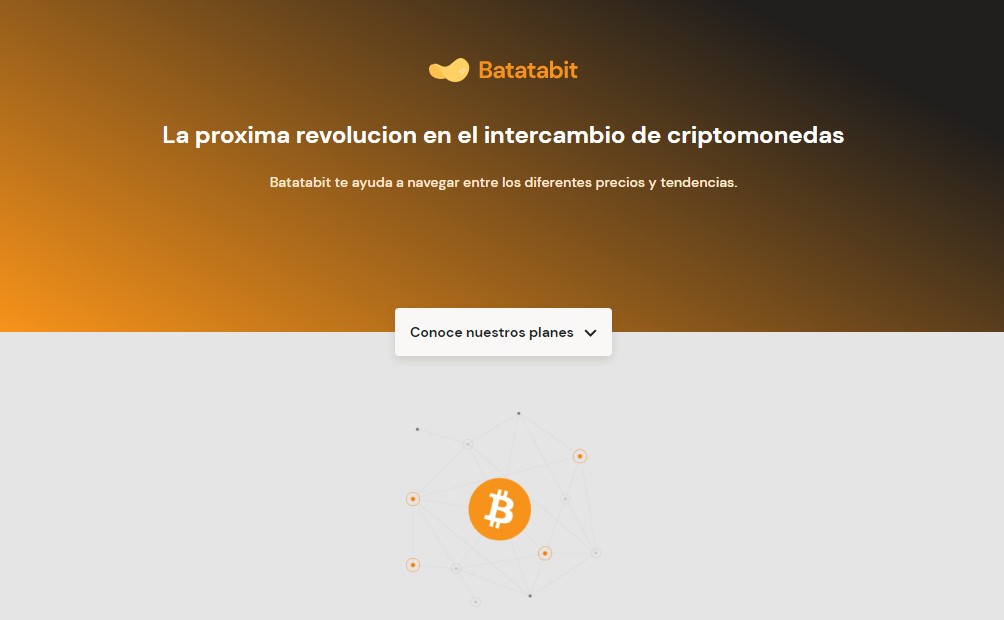 Batatabit
La proxima revolucion en el intercambio de criptomonedas
Batatabit te ayuda a navegar entre los diferentes precios y tendencias.
Conoce nuestros planes